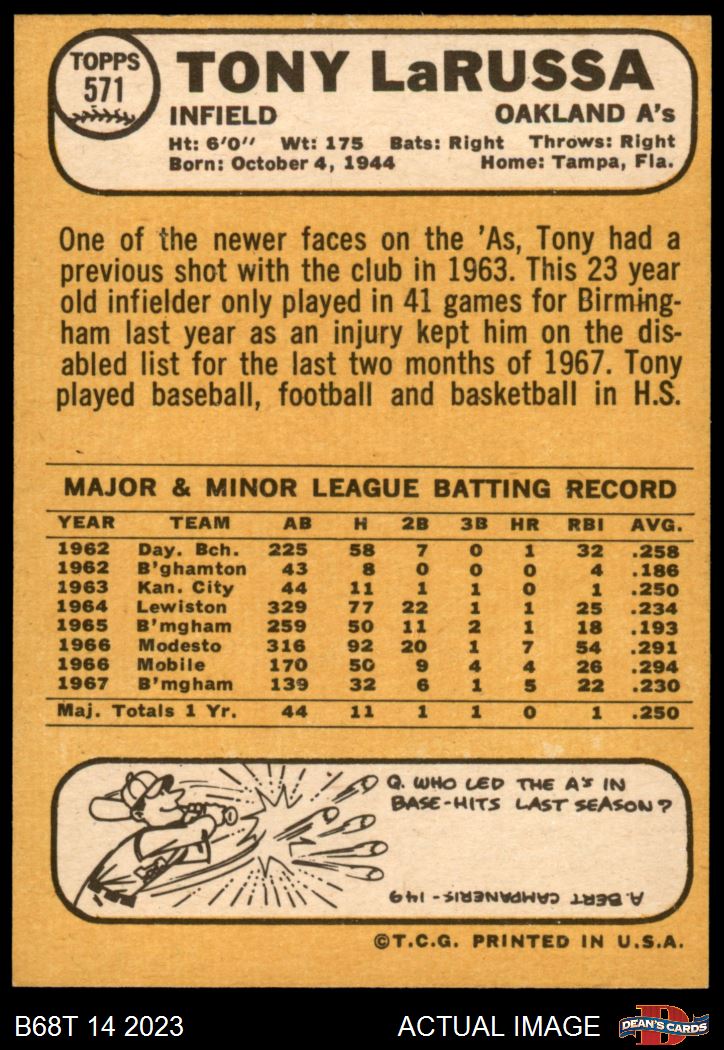 TOPPS
571
TONY LaRUSSA
INFIELD OAKLAND A's
Ht: 6'0" Wt: 175 Bats: Right Throws: Right
Born: October 4, 1944 Home: Tampa, Fla.
One of the newer faces on the 'As, Tony had a
previous shot with the club in 1963. This 23 year
old infielder only played in 41 games for Birming-
ham last year as an injury kept him on the dis-
abled list for the last two months of 1967. Tony
played baseball, football and basketball in H.S.
MAJOR & MINOR LEAGUE BATTING RECORD
YEAR TEAM AB H 2B 3B HR RBI AVG.
1962 Day. Bch. 225 58 7 0 1 32 .258
1962 B'ghamton 43 8 0 0 0 4 .186
1963 Kan. City 44 11 1 1 0 1 .250
1964 Lewiston 329 77 22 1 1 25 .234
1965 B'mgham 259 50 11 2 1 18 .193
1966 Modesto 316 92 20 1 7 54 .291
1966 Mobile 170 50 9 4 4 26 .294
1967 B'mgham 139 32 6 1 5 22 .230
Maj. Totals 1 Yr. 44 11 1 1 0 1 .250
Q. WHO LED THE A's IN
BASE-HITS LAST SEASON?
A. BERT CAMPANERIS - 149
©T.C.G. PRINTED IN U.S.A.
B68T 14 2023 ACTUAL IMAGE DEAN'S CARDS